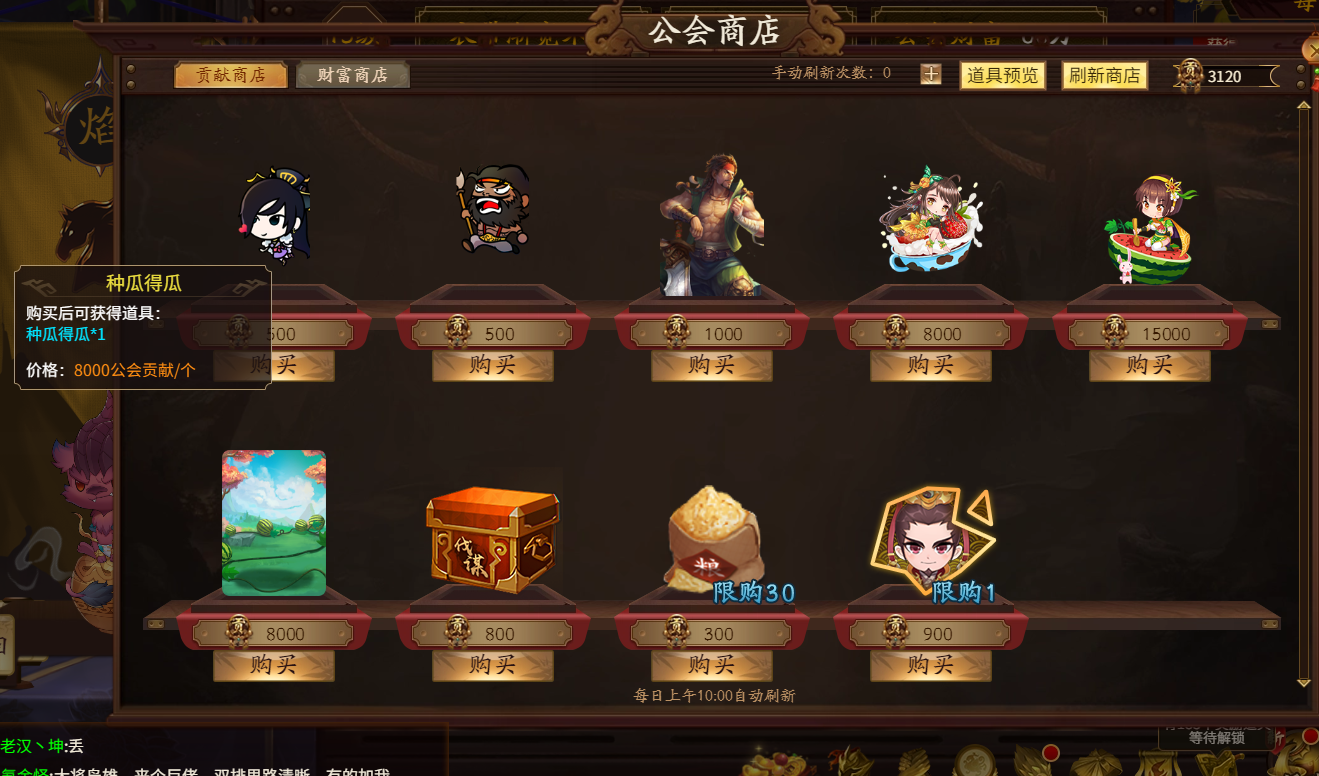 公会商店
贡献商店
财富商店
手动刷新次数：0
道具预览
刷新商店
3120
焰
种瓜得瓜
购买后可获得道具：
种瓜得瓜*1
价格：8000公会贡献/个
500
500
1000
8000
15000
购买
购买
购买
购买
购买
伐谋
粮
限购30
限购1
8000
800
300
900
购买
购买
购买
购买
每日上午10:00自动刷新
老汉丶坤:丢
等待解锁